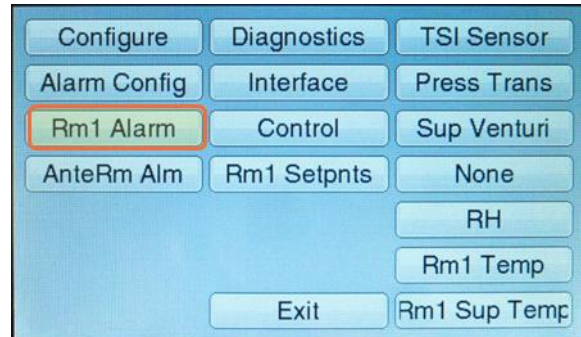 Configure Diagnostics TSI Sensor
Alarm Config Interface Press Trans
Rm1 Alarm Control Sup Venturi
AnteRm Alm Rm1 Setpnts None
RH
Rm1 Temp
Exit Rm1 Sup Temp